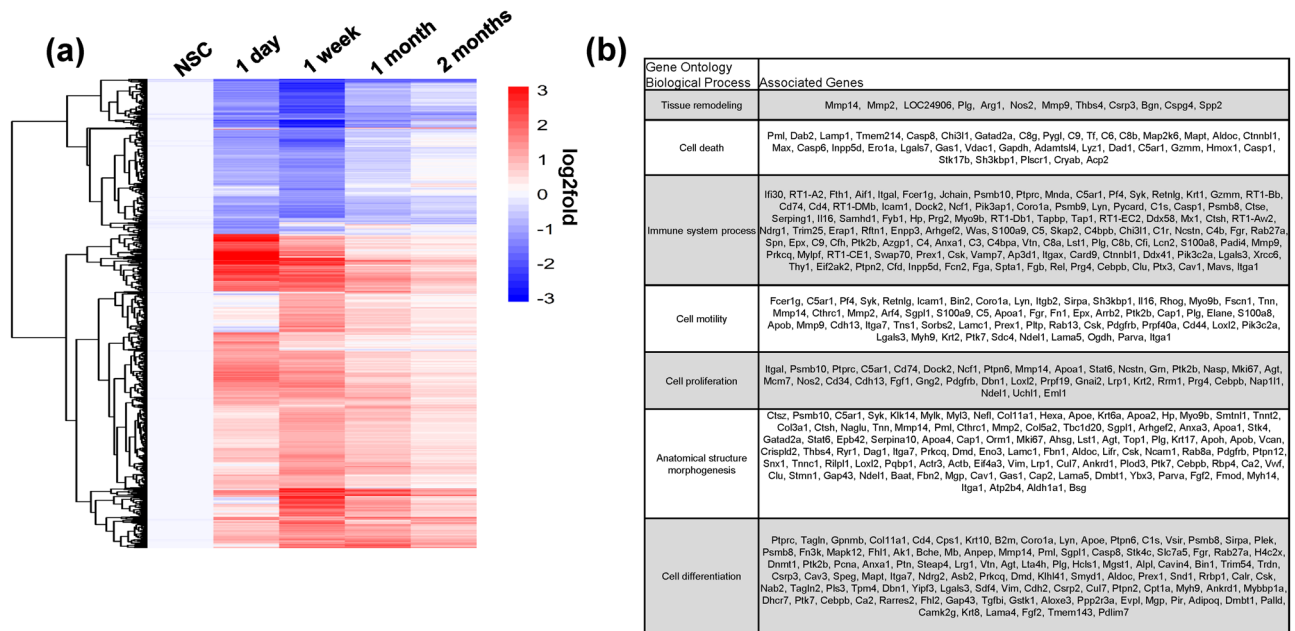 (a)
NSC
1 day
1 week
1 month
2 months
3
2
1
0
-1
-2
-3
log2fold
(b)
Gene Ontology
Biological Process
Associated Genes
Tissue remodeling
Mmp14, Mmp2, LOC24906, Plg, Arg1, Nos2, Mmp9, Thbs4, Csrp3, Bgn, Cspg4, Spp2
Cell death
Pml, Dab2, Lamp1, Tmem214, Casp8, Chi3l1, Gatad2a, C8g, Pygl, C9, Tf, C6, C8b, Map2k6, Mapt, Aldoc, Ctnnbl1,
Max, Casp6, Inpp5d, Ero1a, Lgals7, Gas1, Vdac1, Gapdh, Adamtsl4, Lyz1, Dad1, C5ar1, Gzmm, Hmox1, Casp1,
Stk17b, Sh3kbp1, Plscr1, Cryab, Acp2
Immune system process
Ifi30, RT1-A2, Fth1, Aif1, Itgal, Fcer1g, Jchain, Psmb10, Ptprc, Mnda, C5ar1, Pf4, Syk, Retnlg, Krt1, Gzmm, RT1-Bb,
Cd74, Cd4, RT-DMb, Icam1, Dock2, Ncf1, Pik3ap1, Coro1a, Psmb9, Lyn, Pycard, C1s, Casp1, Psmb8, Ctse,
Serping1, Il16, Samhd1, Fyb1, Hp, Prg2, Myo9b, RT1-Db1, Tapbp, Tap1, RT1-EC2, Ddx58, Mx1, Ctsh, RT1-Aw2,
Ndrg1, Trim25, Erap1, Rftn1, Enpp3, Arhgef2, Was, S100a9, C5, Skap2, C4bpb, Chi3l1, C1r, Ncstn, C4b, Fgr, Rab27a,
Spn, Epx, C9, Cfh, Ptk2b, Azgp1, C4, Anxa1, C3, C4bpa, Vtn, C8a, Lst1, Plg, C8b, Cfi, Lcn2, S100a8, Padi4, Mmp9,
Prkcq, Mylpf, RT1-CE1, Swap70, Prex1, Csk, Vamp7, Ap3d1, Itgax, Card9, Ctnnbl1, Ddx41, Pik3c2a, Lgals3, Xrcc6,
Thy1, Eif2ak2, Ptpn2, Cfd, Inpp5d, Fcn2, Fga, Spta1, Fgb, Rel, Prg4, Cebpb, Clu, Ptx3, Cav1, Mavs, Itga1
Cell motility
Fcer1g, C5ar1, Pf4, Syk, Retnlg, Icam1, Bin2, Coro1a, Lyn, Itgb2, Sirpa, Sh3kbp1, Il16, Rhog, Myo9b, Fscn1, Tnn,
Mmp14, Cthrc1, Mmp2, Arf4, Sgpl1, S100a9, C5, Apoa1, Fgr, Fn1, Epx, Arrb2, Ptk2b, Cap1, Plg, Elane, S100a8,
Apob, Mmp9, Cdh13, Itga7, Tns1, Sorbs2, Lamc1, Prex1, Pltp, Rab13, Csk, Pdgfrb, Prpf40a, Cd44, Loxl2, Pik3c2a,
Lgals3, Myh9, Krt2, Ptk7, Sdc4, Ndel1, Lama5, Ogdh, Parva, Itga1
Cell proliferation
Itgal, Psmb10, Ptprc, C5ar1, Cd74, Dock2, Ncf1, Ptpn6, Mmp14, Apoa1, Stat6, Ncstn, Grn, Ptk2b, Nasp, Mki67, Agt,
Mcm7, Nos2, Cd34, Cdh13, Fgf1, Gng2, Pdgfrb, Dbn1, Loxl2, Prpf19, Gnai2, Lrp1, Krt2, Rrm1, Prg4, Cebpb, Nap1l1,
Ndel1, Uchl1, Eml1
Anatomical structure
morphogenesis
Ctsz, Psmb10, C5ar1, Syk, Klk14, Mylk, Myl3, Nefl, Col11a1, Hexa, Apoe, Krt6a, Apoa2, Hp, Myo9b, Smtnl1, Tnnt2,
Col3a1, Ctsh, Naglu, Tnn, Mmp14, Pml, Cthrc1, Mmp2, Col5a2, Tbc1d20, Sgpl1, Arhgef2, Anxa3, Apoa1, Stk4,
Gatad2a, Stat6, Epb42, Serpina10, Apoa4, Cap1, Orm1, Mki67, Ahsg, Lst1, Agt, Top1, Plg, Krt17, Apoh, Apob, Vcan,
Crispld2, Thbs4, Ryr1, Dag1, Itga7, Prkcq, Dmd, Eno3, Lamc1, Fbn1, Aldoc, Lifr, Csk, Ncam1, Rab8a, Pdgfrb, Ptpn12,
Snx1, Tnnc1, Rilpl1, Loxl2, Pqbp1, Actr3, Actb, Eif4a3, Vim, Lrp1, Cul7, Ankrd1, Plod3, Ptk7, Cebpb, Rbp4, Ca2, Vwf,
Clu, Stmn1, Gap43, Ndel1, Baat, Fbn2, Mgp, Cav1, Gas1, Cap2, Lama5, Dmbt1, Ybx3, Parva, Fgf2, Fmod, Myh14,
Itga1, Atp2b4, Aldh1a1, Bsg
Cell differentiation
Ptprc, Tagln, Gpnmb, Col11a1, Cd4, Cps1, Krt10, B2m, Coro1a, Lyn, Apoe, Ptpn6, C1s, Vsir, Psmb8, Sirpa, Plek,
Psmb8, Fn3k, Mapk12, Fhl1, Ak1, Bche, Mb, Anpep, Mmp14, Pml, Sgpl1, Casp8, Stk4c, Slc7a5, Fgr, Rab27a, H4c2x,
Dnmt1, Ptk2b, Pcna, Anxa1, Ptn, Steap4, Lrg1, Vtn, Agt, Lta4h, Plg, Hcls1, Mgst1, Alpl, Cavin4, Bin1, Trim54, Trdn,
Csrp3, Cav3, Speg, Mapt, Itga7, Ndrg2, Asb2, Prkcq, Dmd, Klhl41, Smyd1, Aldoc, Prex1, Snd1, Rrbp1, Calr, Csk,
Nab2, Tagln2, Pls3, Tpm4, Dbn1, Yipf3, Lgals3, Sdf4, Vim, Cdh2, Csrp2, Cul7, Ptpn2, Cpt1a, Myh9, Ankrd1, Mybbp1a,
Dhcr7, Ptk7, Cebpb, Ca2, Rarres2, Fhl2, Gap43, Tgfbi, Gstk1, Aloxe3, Ppp2r3a, Evpl, Mgp, Pir, Adipoq, Dmbt1, Palld,
Camk2g, Krt8, Lama4, Fgf2, Tmem143, Pdlim7